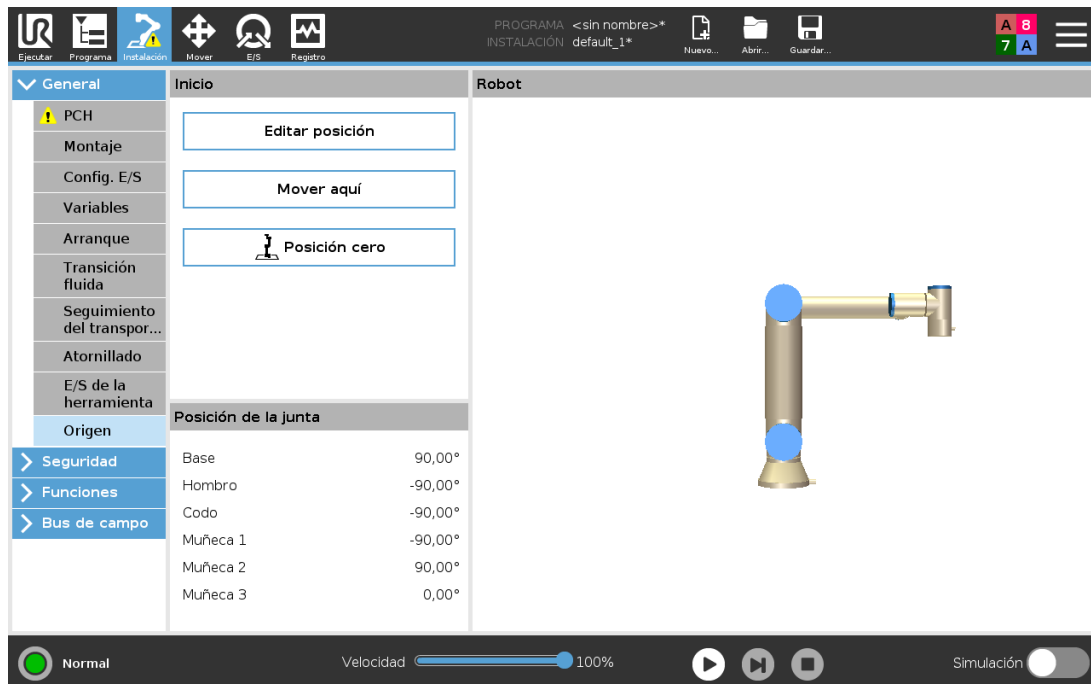 UR
Ejecutar
Programa
Instalación
Mover
E/S
Registro
PROGRAMA <sin nombre>*
INSTALACIÓN default_1*
Nuevo...
Abrir...
Guardar...
A 8
7 A
General
PCH
Montaje
Config. E/S
Variables
Arranque
Transición
fluida
Seguimiento
del transpor...
Atornillado
E/S de la
herramienta
Origen
Seguridad
Funciones
Bus de campo
Inicio
Editar posición
Mover aquí
Posición cero
Posición de la junta
Base 90,00°
Hombro -90,00°
Codo -90,00°
Muñeca 1 -90,00°
Muñeca 2 90,00°
Muñeca 3 0,00°
Robot
Normal
Velocidad 100%
Simulación